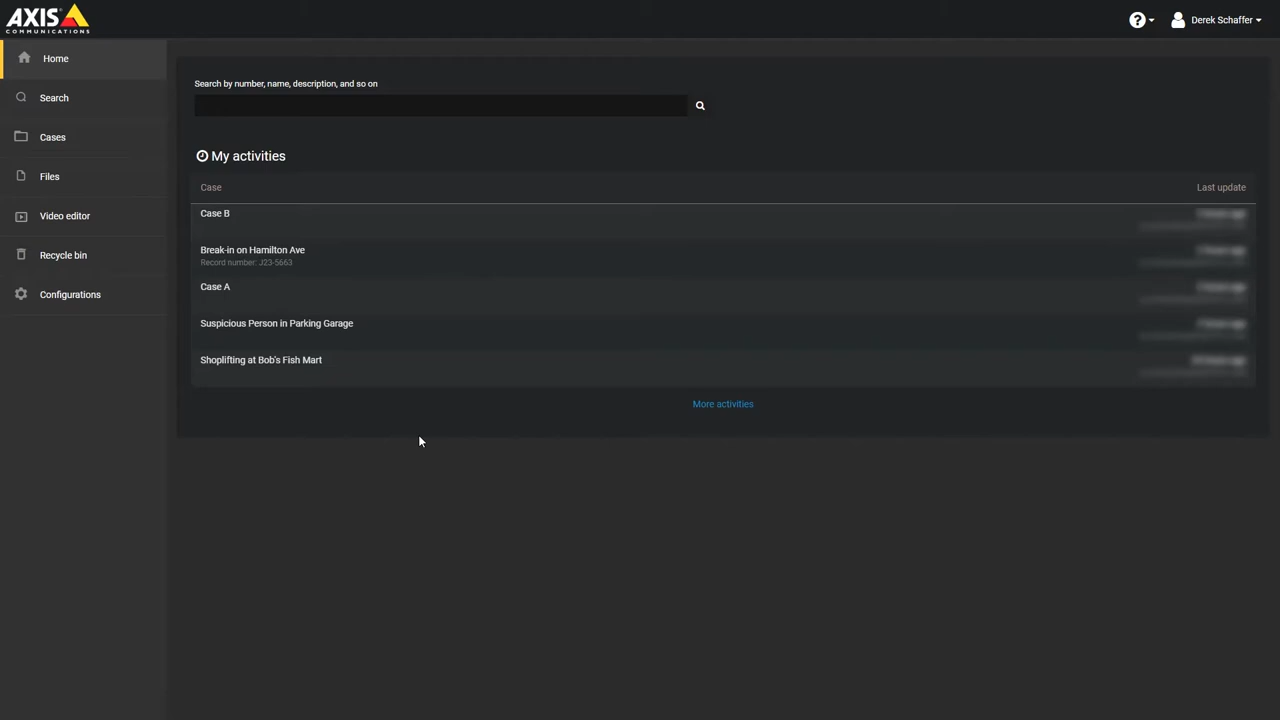 AXIS
COMMUNICATIONS
Derek Schaffer
Home
Search
Cases
Files
Video editor
Recycle bin
Configurations
Search by number, name, description, and so on
My activities
Case Last update
Case B
Break-in on Hamilton Ave
Record number: J23-5663
Case A
Suspicious Person in Parking Garage
Shoplifting at Bob's Fish Mart
More activities